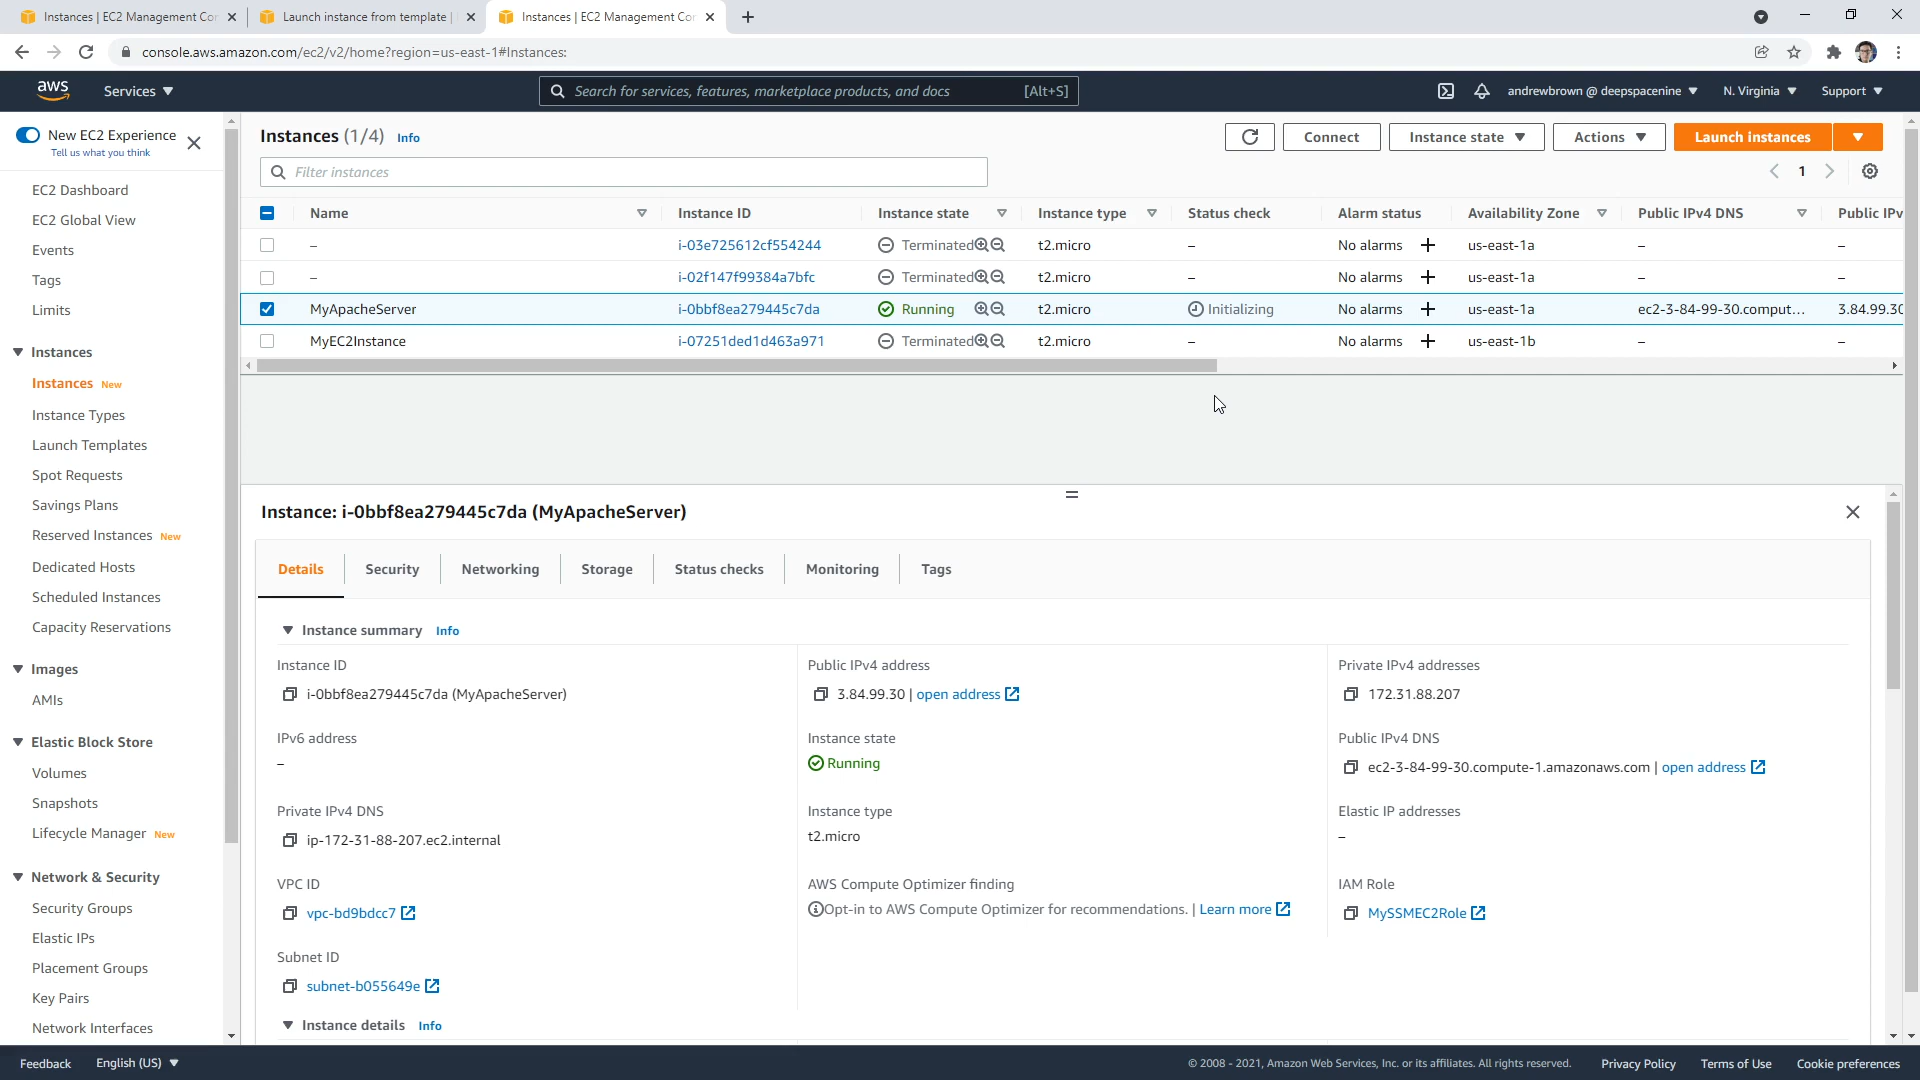 Instances | EC2 Management Cor
Launch instance from template |
Instances | EC2 Management Cor
console.aws.amazon.com/ec2/v2/home?region=us-east-1#Instances:
aws
Services
Search for services, features, marketplace products, and docs
[Alt+S]
andrewbrown @ deepspacenine
N. Virginia
Support
New EC2 Experience
Tell us what you think
EC2 Dashboard
EC2 Global View
Events
Tags
Limits
Instances
Instances New
Instance Types
Launch Templates
Spot Requests
Savings Plans
Reserved Instances New
Dedicated Hosts
Scheduled Instances
Capacity Reservations
Images
AMIs
Elastic Block Store
Volumes
Snapshots
Lifecycle Manager New
Network & Security
Security Groups
Elastic IPs
Placement Groups
Key Pairs
Network Interfaces
Instances (1/4) Info
Connect
Instance state
Actions
Launch instances
Filter instances
1
Name Instance ID Instance state Instance type Status check Alarm status Availability Zone Public IPv4 DNS Public IPv
– i-03e725612cf554244 Terminated t2.micro – No alarms + us-east-1a – –
– i-02f147f99384a7bfc Terminated t2.micro – No alarms + us-east-1a – –
MyApacheServer i-0bbf8ea279445c7da Running t2.micro Initializing No alarms + us-east-1a ec2-3-84-99-30.comput... 3.84.99.30
MyEC2Instance i-07251ded1d463a971 Terminated t2.micro – No alarms + us-east-1b – –
Instance: i-0bbf8ea279445c7da (MyApacheServer)
Details
Security
Networking
Storage
Status checks
Monitoring
Tags
Instance summary Info
Instance ID
i-0bbf8ea279445c7da (MyApacheServer)
Public IPv4 address
3.84.99.30 | open address
Private IPv4 addresses
172.31.88.207
IPv6 address
–
Instance state
Running
Public IPv4 DNS
ec2-3-84-99-30.compute-1.amazonaws.com | open address
Private IPv4 DNS
ip-172-31-88-207.ec2.internal
Instance type
t2.micro
Elastic IP addresses
–
VPC ID
vpc-bd9bdcc7
AWS Compute Optimizer finding
Opt-in to AWS Compute Optimizer for recommendations. | Learn more
IAM Role
MySSMEC2Role
Subnet ID
subnet-b055649e
Instance details Info
Feedback
English (US)
© 2008 - 2021, Amazon Web Services, Inc. or its affiliates. All rights reserved.
Privacy Policy
Terms of Use
Cookie preferences